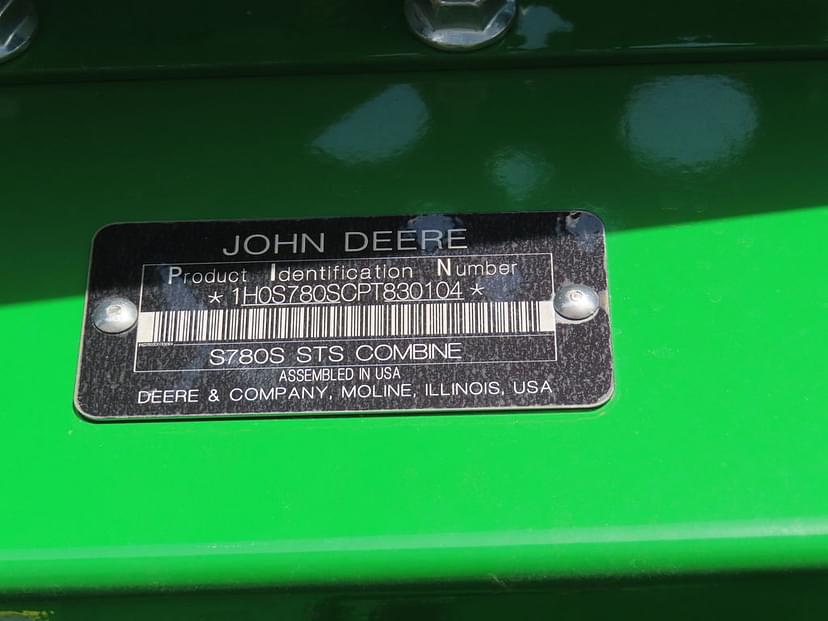 JOHN DEERE
Product Identification Number
*1H0S780SCPT830104*
S780S STS COMBINE
ASSEMBLED IN USA
DEERE & COMPANY, MOLINE, ILLINOIS, USA